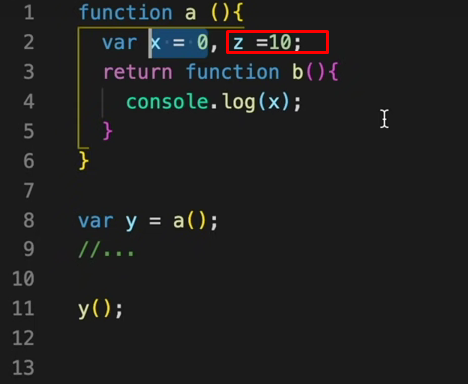 1 function a (){
2 var x = 0, z =10;
3 return function b(){
4 console.log(x);
5 }
6 }
7
8 var y = a();
9 //...
10
11 y();
12
13